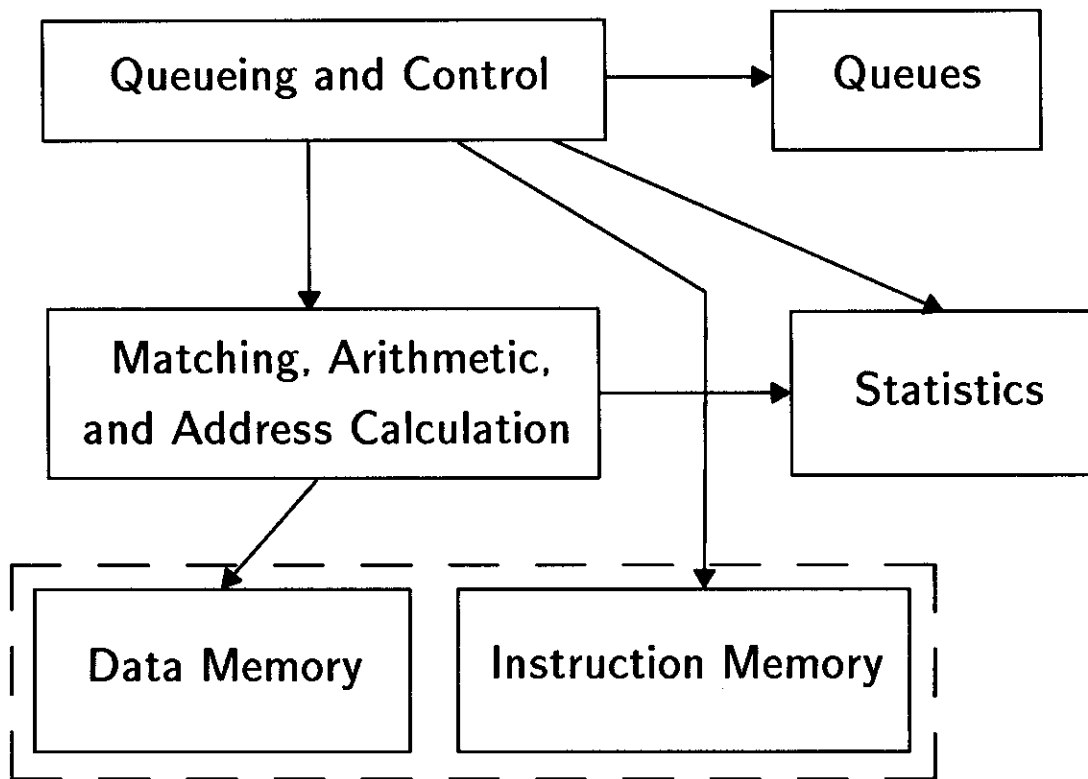 Queueing and Control
Queues
Matching, Arithmetic,
and Address Calculation
Statistics
Data Memory
Instruction Memory